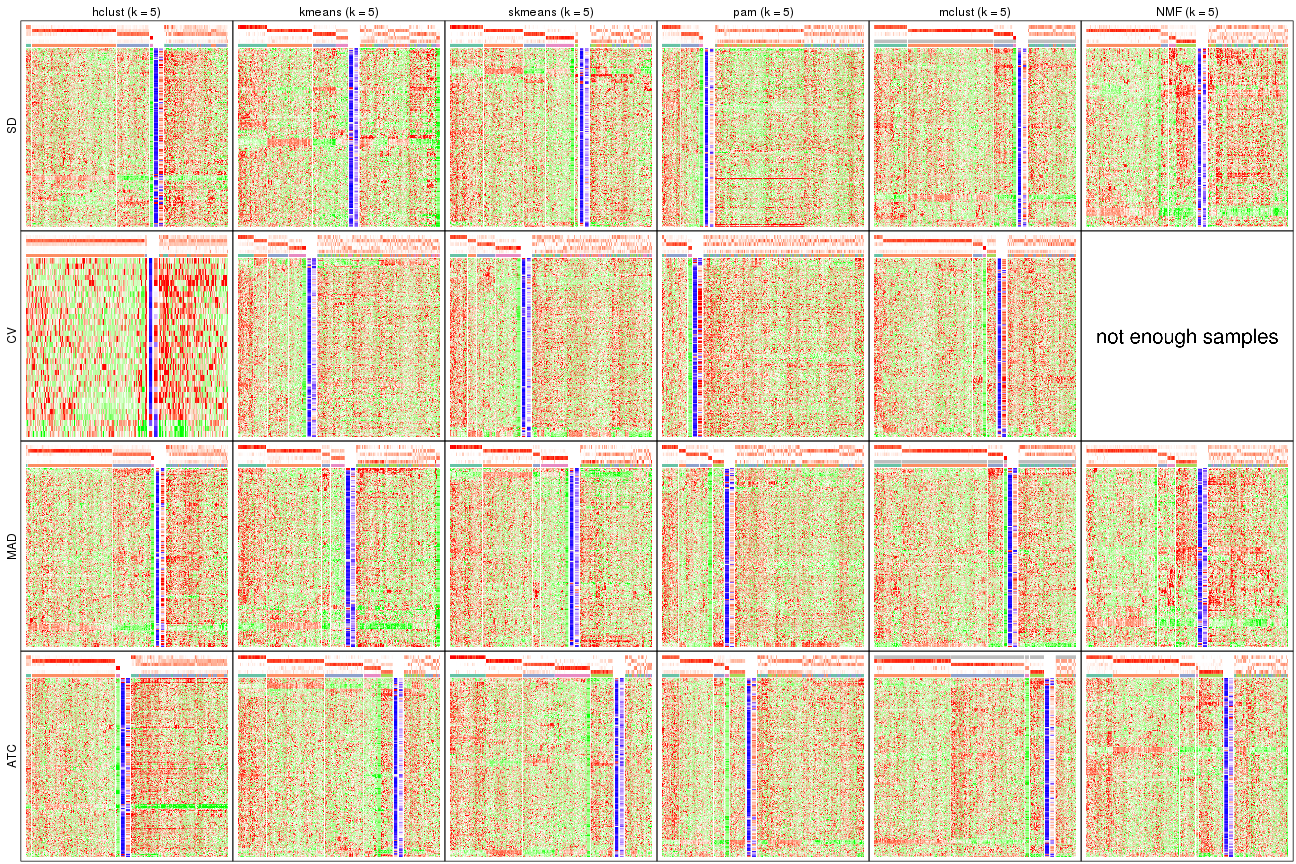 hclust (k = 5)
kmeans (k = 5)
skmeans (k = 5)
pam (k = 5)
mclust (k = 5)
NMF (k = 5)
SD
CV
not enough samples
MAD
ATC